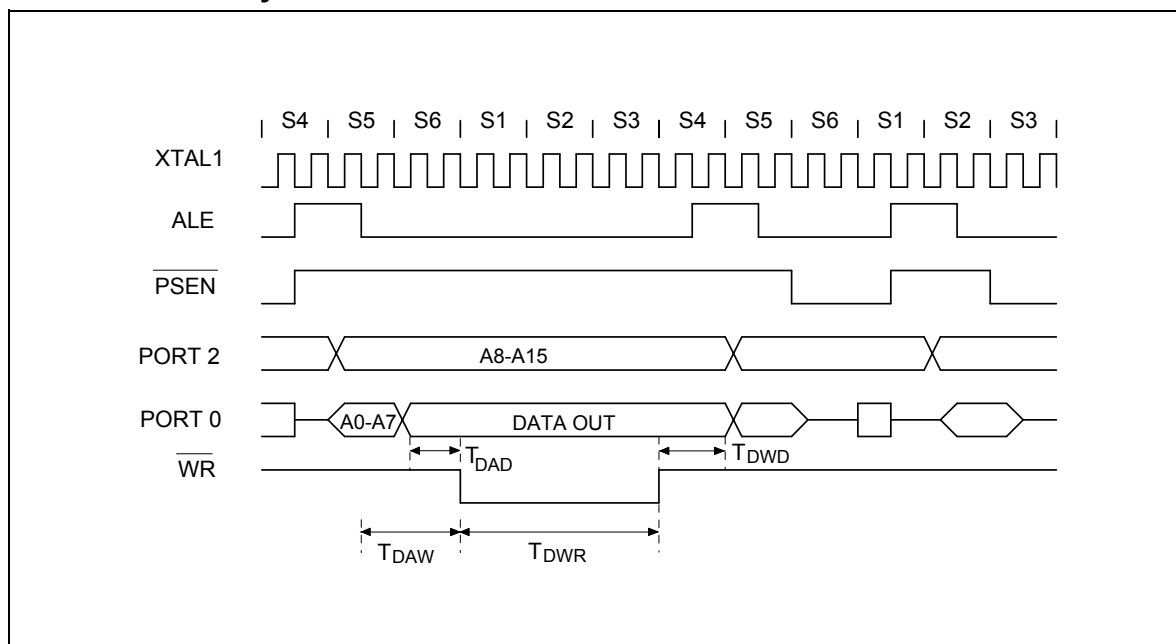 S4 S5 S6 S1 S2 S3 S4 S5 S6 S1 S2 S3
XTAL1
ALE
PSEN
PORT 2 A8-A15
PORT 0 A0-A7 DATA OUT
TDAD TDWD
WR
TDAW TDWR